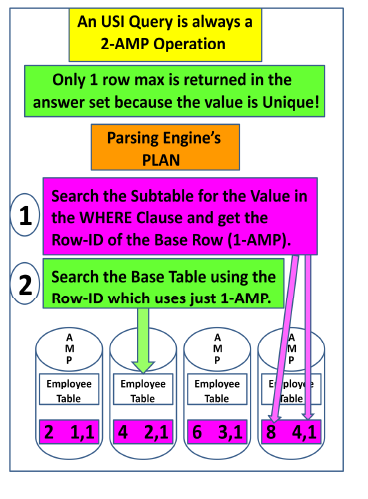 An USI Query is always a
2-AMP Operation
Only 1 row max is returned in the
answer set because the value is Unique!
Parsing Engine's
PLAN
1
Search the Subtable for the Value in
the WHERE Clause and get the
Row-ID of the Base Row (1-AMP).
2
Search the Base Table using the
Row-ID which uses just 1-AMP.
A
M
P
Employee
Table
2 1,1
A
P
Employee
Table
4 2,1
A
M
P
Employee
Table
6 3,1
A
M
P
Employee
Table
8 4,1